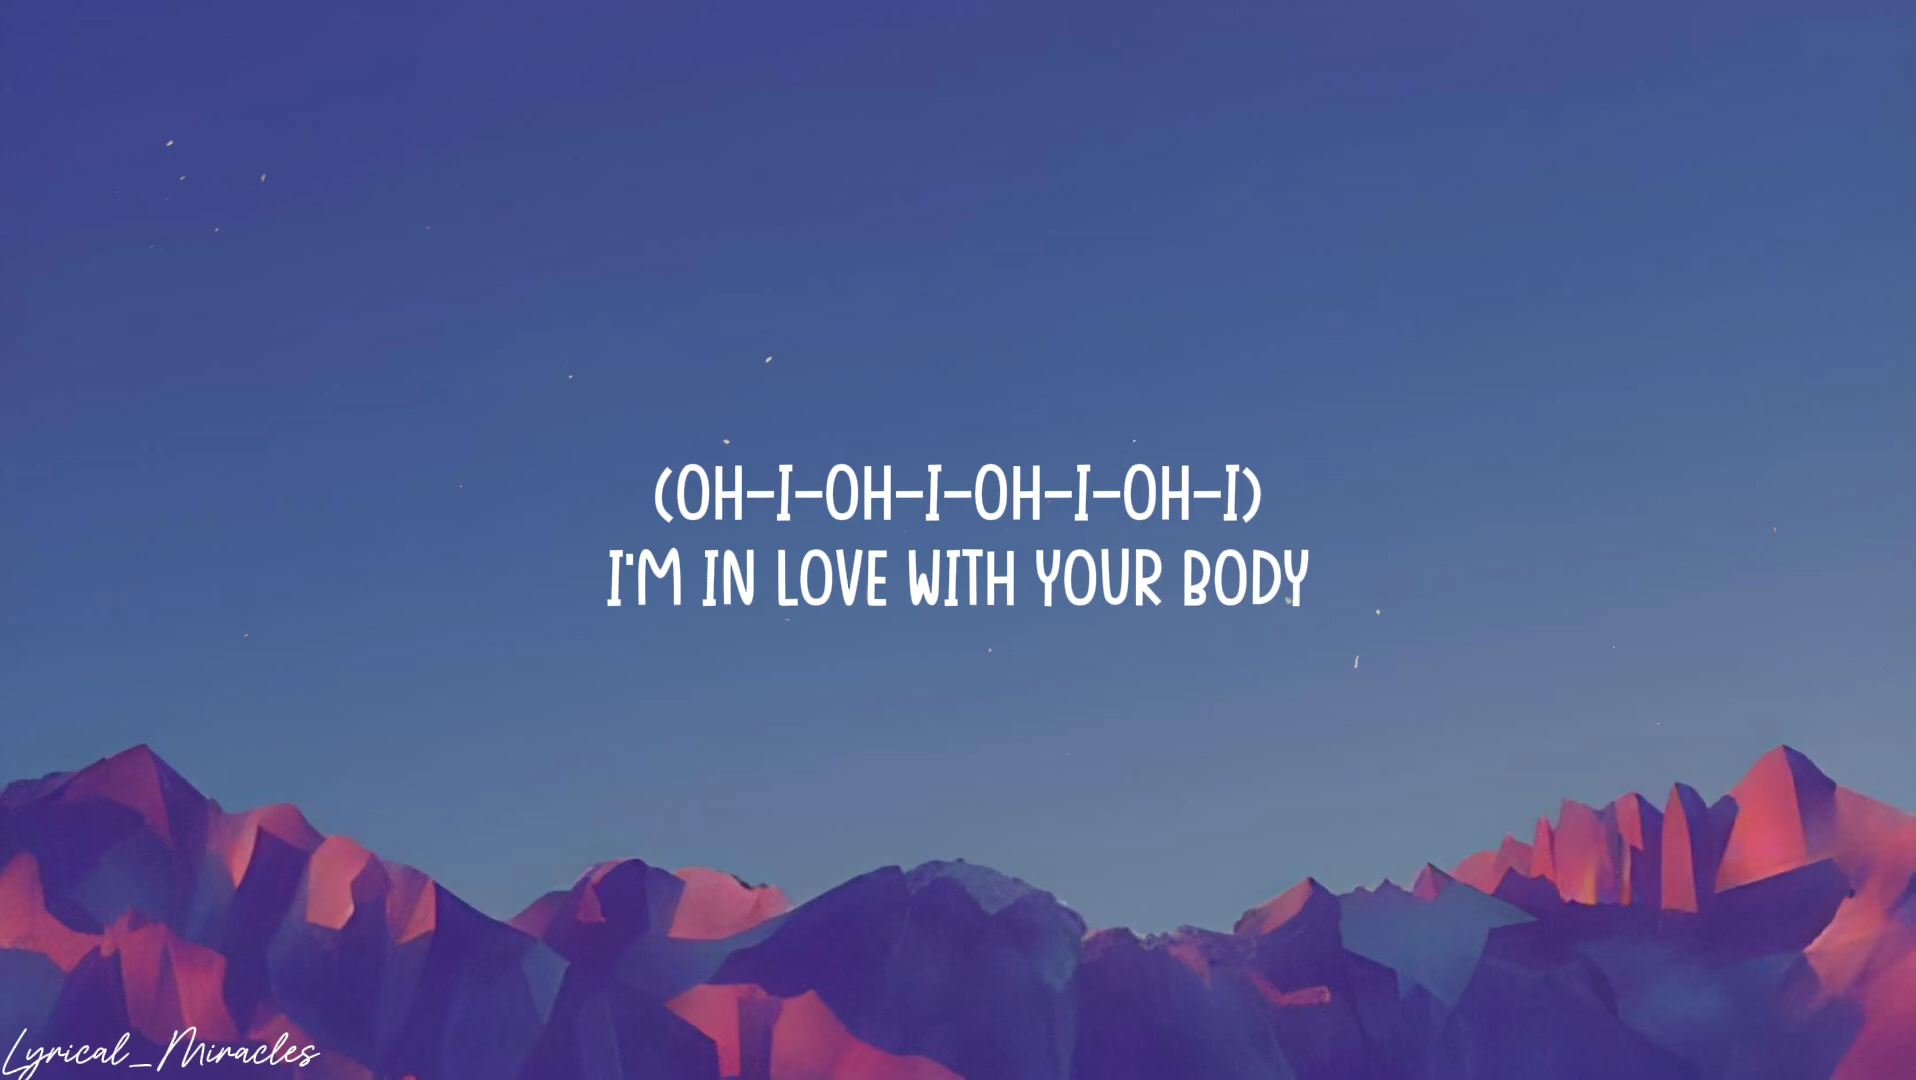 (OH-I-OH-I-OH-I-OH-I)
I'M IN LOVE WITH YOUR BODY
Lyrical_Miracles